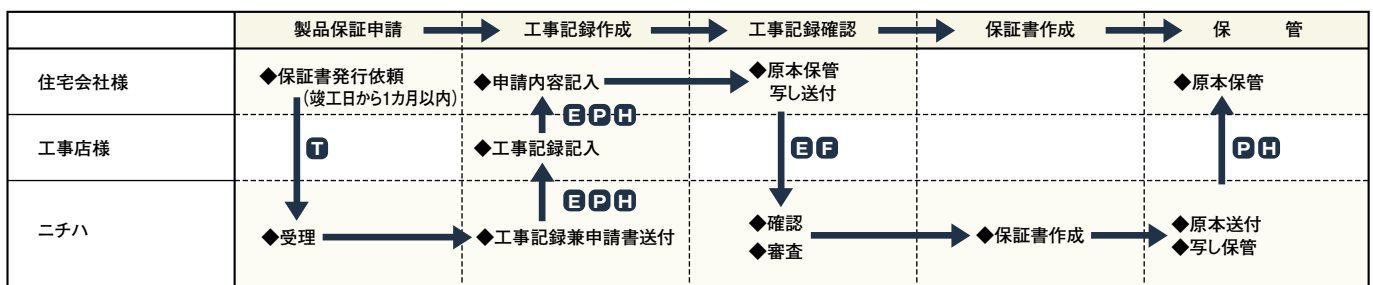 製品保証申請 工事記録作成 工事記録確認 保証書作成 保　　管
住宅会社様
◆保証書発行依頼
(竣工日から1カ月以内)
◆申請内容記入
◆原本保管
写し送付
◆原本保管
E P H
工事店様
T
◆工事記録記入
E F
P H
E P H
ニチハ
◆受理
◆工事記録兼申請書送付
◆確認
◆審査
◆保証書作成
◆原本送付
◆写し保管